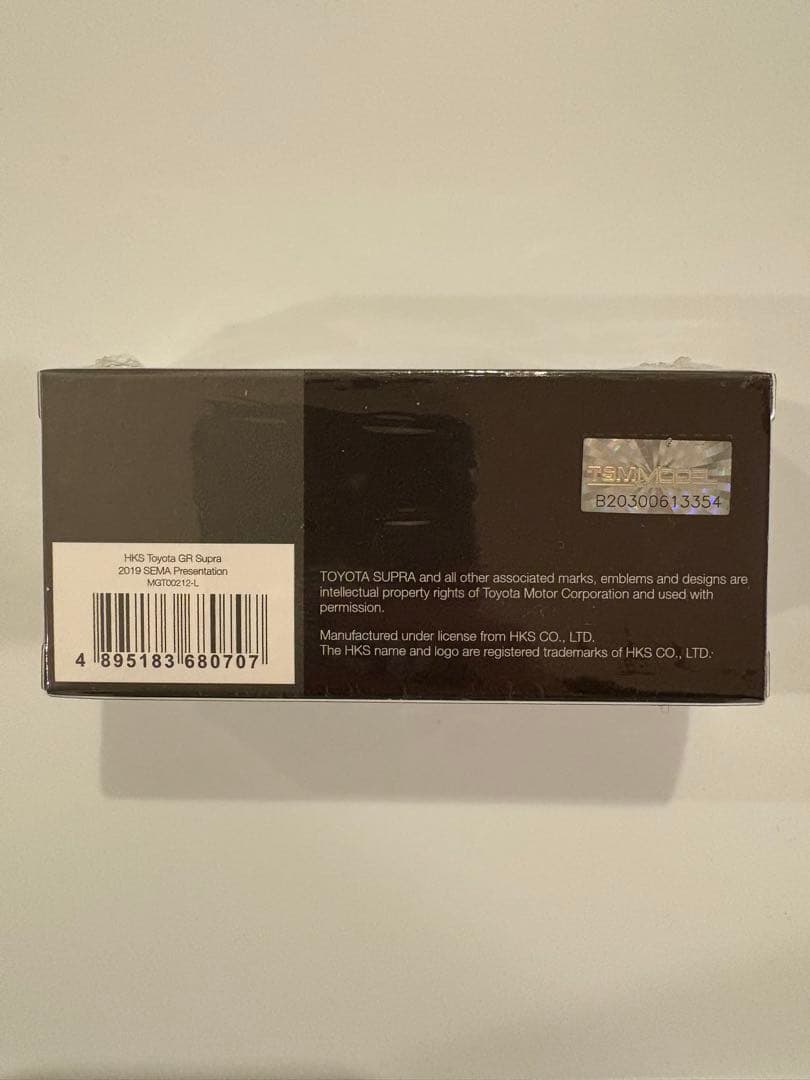 TSMMODEL
B20300613354
HKS Toyota GR Supra
2019 SEMA Presentation
MGT00212-L
4 895183 680707
TOYOTA SUPRA and all other associated marks, emblems and designs are
intellectual property rights of Toyota Motor Corporation and used with
permission.
Manufactured under license from HKS CO., LTD.
The HKS name and logo are registered trademarks of HKS CO., LTD.